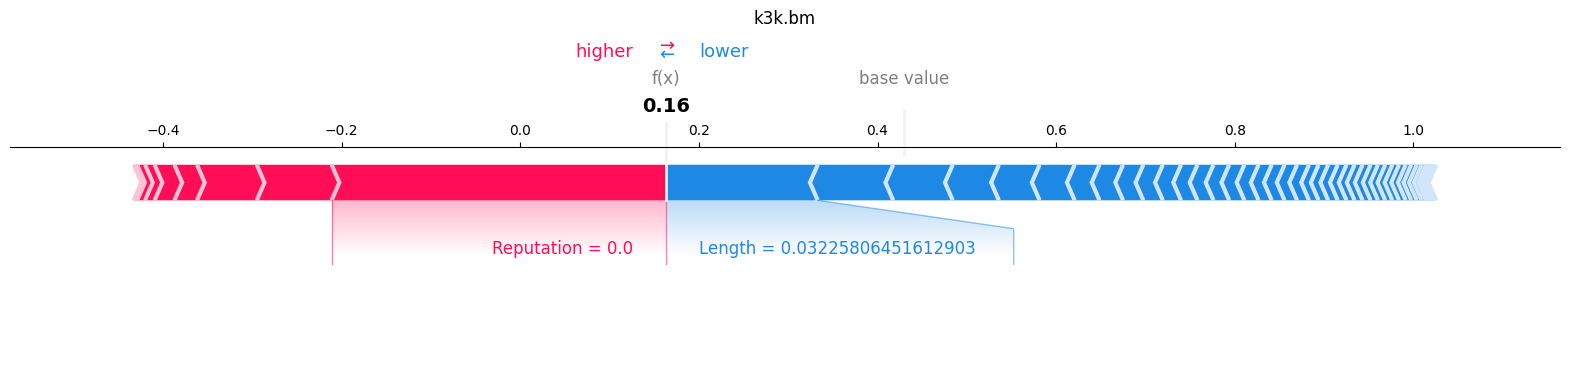 k3k.bm
higher ⇄ lower
f(x) base value
0.16
−0.4 −0.2 0.0 0.2 0.4 0.6 0.8 1.0
Reputation = 0.0 Length = 0.03225806451612903